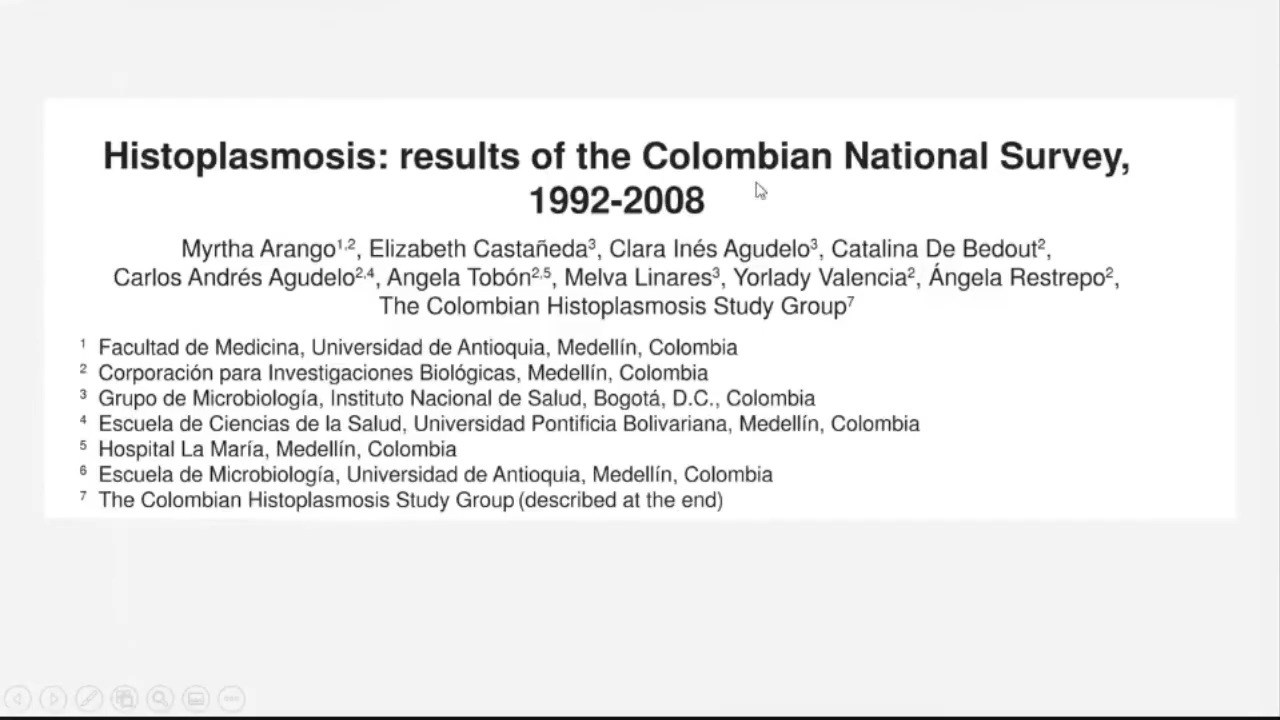 Histoplasmosis: results of the Colombian National Survey,
1992-2008
Myrtha Arango¹,², Elizabeth Castañeda³, Clara Inés Agudelo³, Catalina De Bedout²,
Carlos Andrés Agudelo²,⁴, Angela Tobón²,⁵, Melva Linares³, Yorlady Valencia², Ángela Restrepo²,
The Colombian Histoplasmosis Study Group⁷
¹ Facultad de Medicina, Universidad de Antioquia, Medellín, Colombia
² Corporación para Investigaciones Biológicas, Medellín, Colombia
³ Grupo de Microbiología, Instituto Nacional de Salud, Bogotá, D.C., Colombia
⁴ Escuela de Ciencias de la Salud, Universidad Pontificia Bolivariana, Medellín, Colombia
⁵ Hospital La María, Medellín, Colombia
⁶ Escuela de Microbiología, Universidad de Antioquia, Medellín, Colombia
⁷ The Colombian Histoplasmosis Study Group (described at the end)